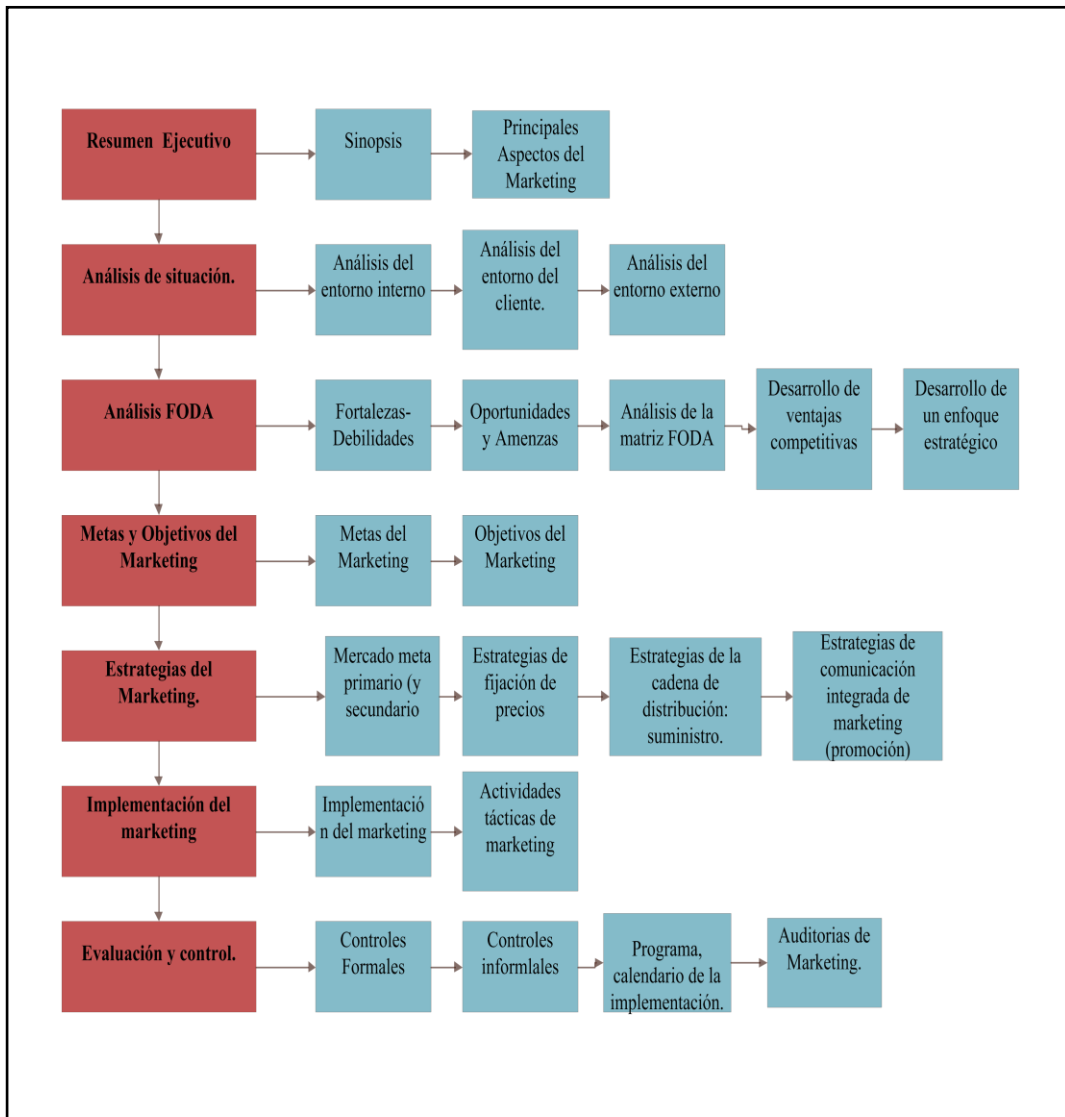 Resumen Ejecutivo
Sinopsis
Principales
Aspectos del
Marketing
Análisis de situación.
Análisis del
entorno interno
Análisis del
entorno del
cliente.
Análisis del
entorno externo
Análisis FODA
Fortalezas-
Debilidades
Oportunidades
y Amenzas
Análisis de la
matriz FODA
Desarrollo de
ventajas
competitivas
Desarrollo de
un enfoque
estratégico
Metas y Objetivos del
Marketing
Metas del
Marketing
Objetivos del
Marketing
Estrategias del
Marketing.
Mercado meta
primario (y
secundario
Estrategias de
fijación de
precios
Estrategias de la
cadena de
distribución:
suministro.
Estrategias de
comunicación
integrada de
marketing
(promoción)
Implementación del
marketing
Implementació
n del marketing
Actividades
tácticas de
marketing
Evaluación y control.
Controles
Formales
Controles
informlales
Programa,
calendario de la
implementación.
Auditorias de
Marketing.